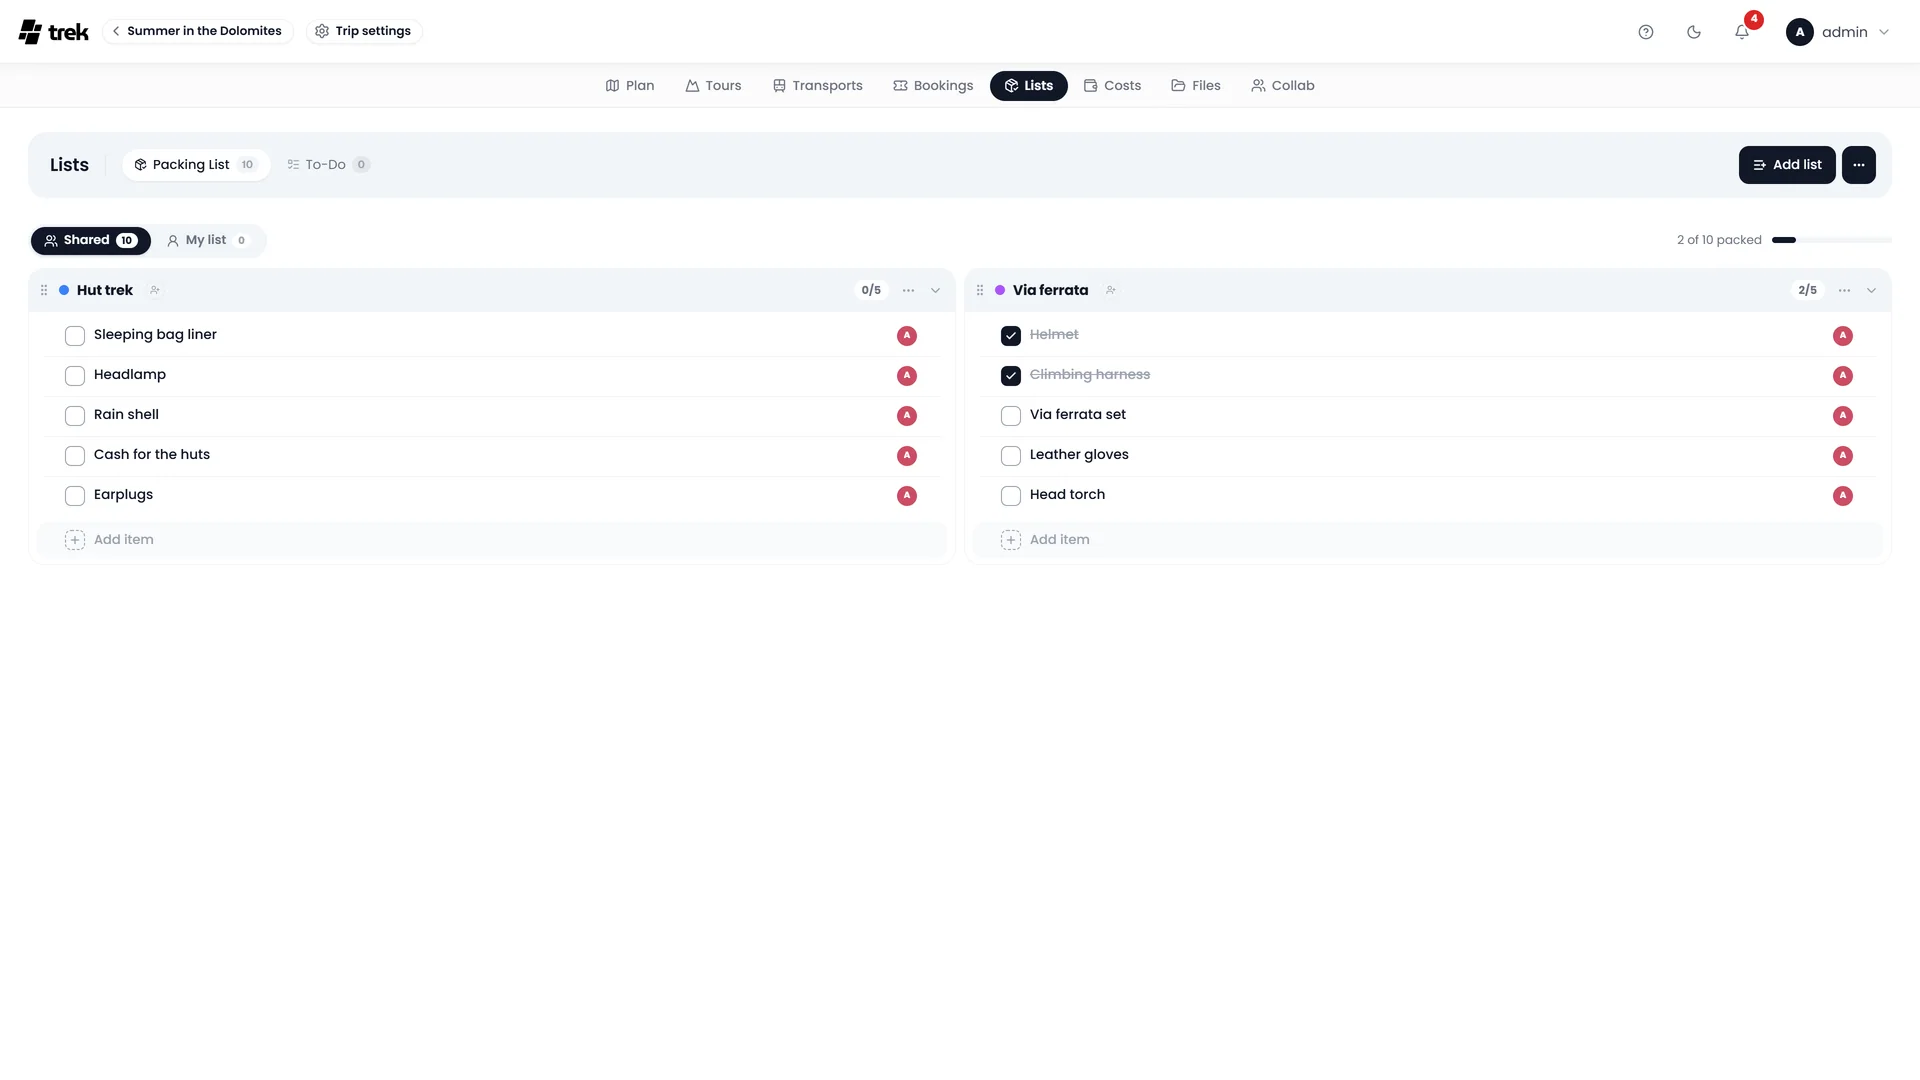 trek
Summer in the Dolomites
Trip settings
4
A
admin
Plan
Tours
Transports
Bookings
Lists
Costs
Files
Collab
Lists
Packing List 10
To-Do 0
Add list
Shared 10
My list 0
2 of 10 packed
Hut trek
0/5
Sleeping bag liner
A
Headlamp
A
Rain shell
A
Cash for the huts
A
Earplugs
A
Add item
Via ferrata
2/5
Helmet
A
Climbing harness
A
Via ferrata set
A
Leather gloves
A
Head torch
A
Add item